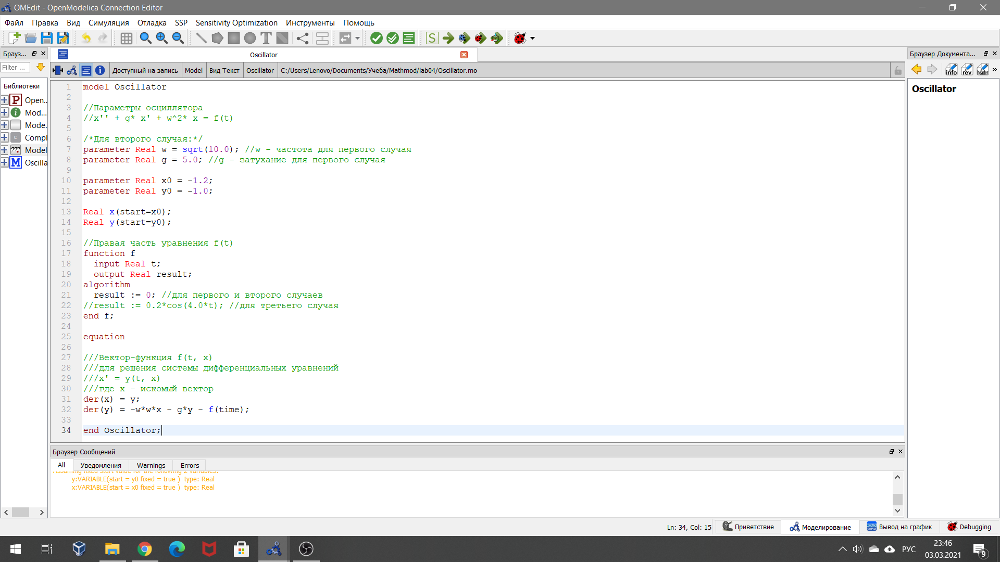 OMEdit - OpenModelica Connection Editor
Файл Правка Вид Симуляция Отладка SSP Sensitivity Optimization Инструменты Помощь
Брауз...
Oscillator
Браузер Документа...
Filter ...
Доступный на запись Model Вид Текст Oscillator C:/Users/Lenovo/Documents/Учеба/Mathmod/lab04/Oscillator.mo
info rev header »
Библиотеки
P Open...
i Mod...
Mode.
C Compl
Model
M Oscilla
Oscillator
1 model Oscillator
2
3 //Параметры осциллятора
4 //x'' + g* x' + w^2* x = f(t)
5
6 /*Для второго случая:*/
7 parameter Real w = sqrt(10.0); //w - частота для первого случая
8 parameter Real g = 5.0; //g - затухание для первого случая
9
10 parameter Real x0 = -1.2;
11 parameter Real y0 = -1.0;
12
13 Real x(start=x0);
14 Real y(start=y0);
15
16 //Правая часть уравнения f(t)
17 function f
18 input Real t;
19 output Real result;
20 algorithm
21 result := 0; //для первого и второго случаев
22 //result := 0.2*cos(4.0*t); //для третьего случая
23 end f;
24
25 equation
26
27 ///Вектор-функция f(t, x)
28 ///для решения системы дифференциальных уравнений
29 ///x' = y(t, x)
30 ///где x - искомый вектор
31 der(x) = y;
32 der(y) = -w*w*x - g*y - f(time);
33
34 end Oscillator;
Браузер Сообщений
All Уведомления Warnings Errors
Assuming fixed start value for the following 2 variables:
y:VARIABLE(start = y0 fixed = true ) type: Real
x:VARIABLE(start = x0 fixed = true ) type: Real
Ln: 34, Col: 15 Приветствие Моделирование Вывод на график Debugging
РУС
23:46
03.03.2021
9